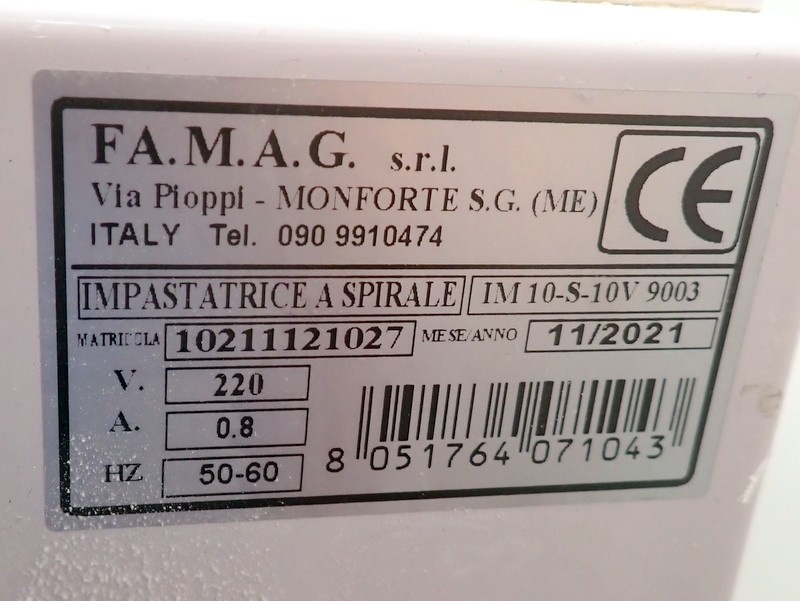 FA.M.A.G. s.r.l.
Via Pioppi - MONFORTE S.G. (ME)
ITALY Tel. 090 9910474
CE
IMPASTATRICE A SPIRALE IM 10-S-10V 9003
MATRICOLA 10211121027 MESE/ANNO 11/2021
V. 220
A. 0.8
HZ 50-60
8 051764 071043